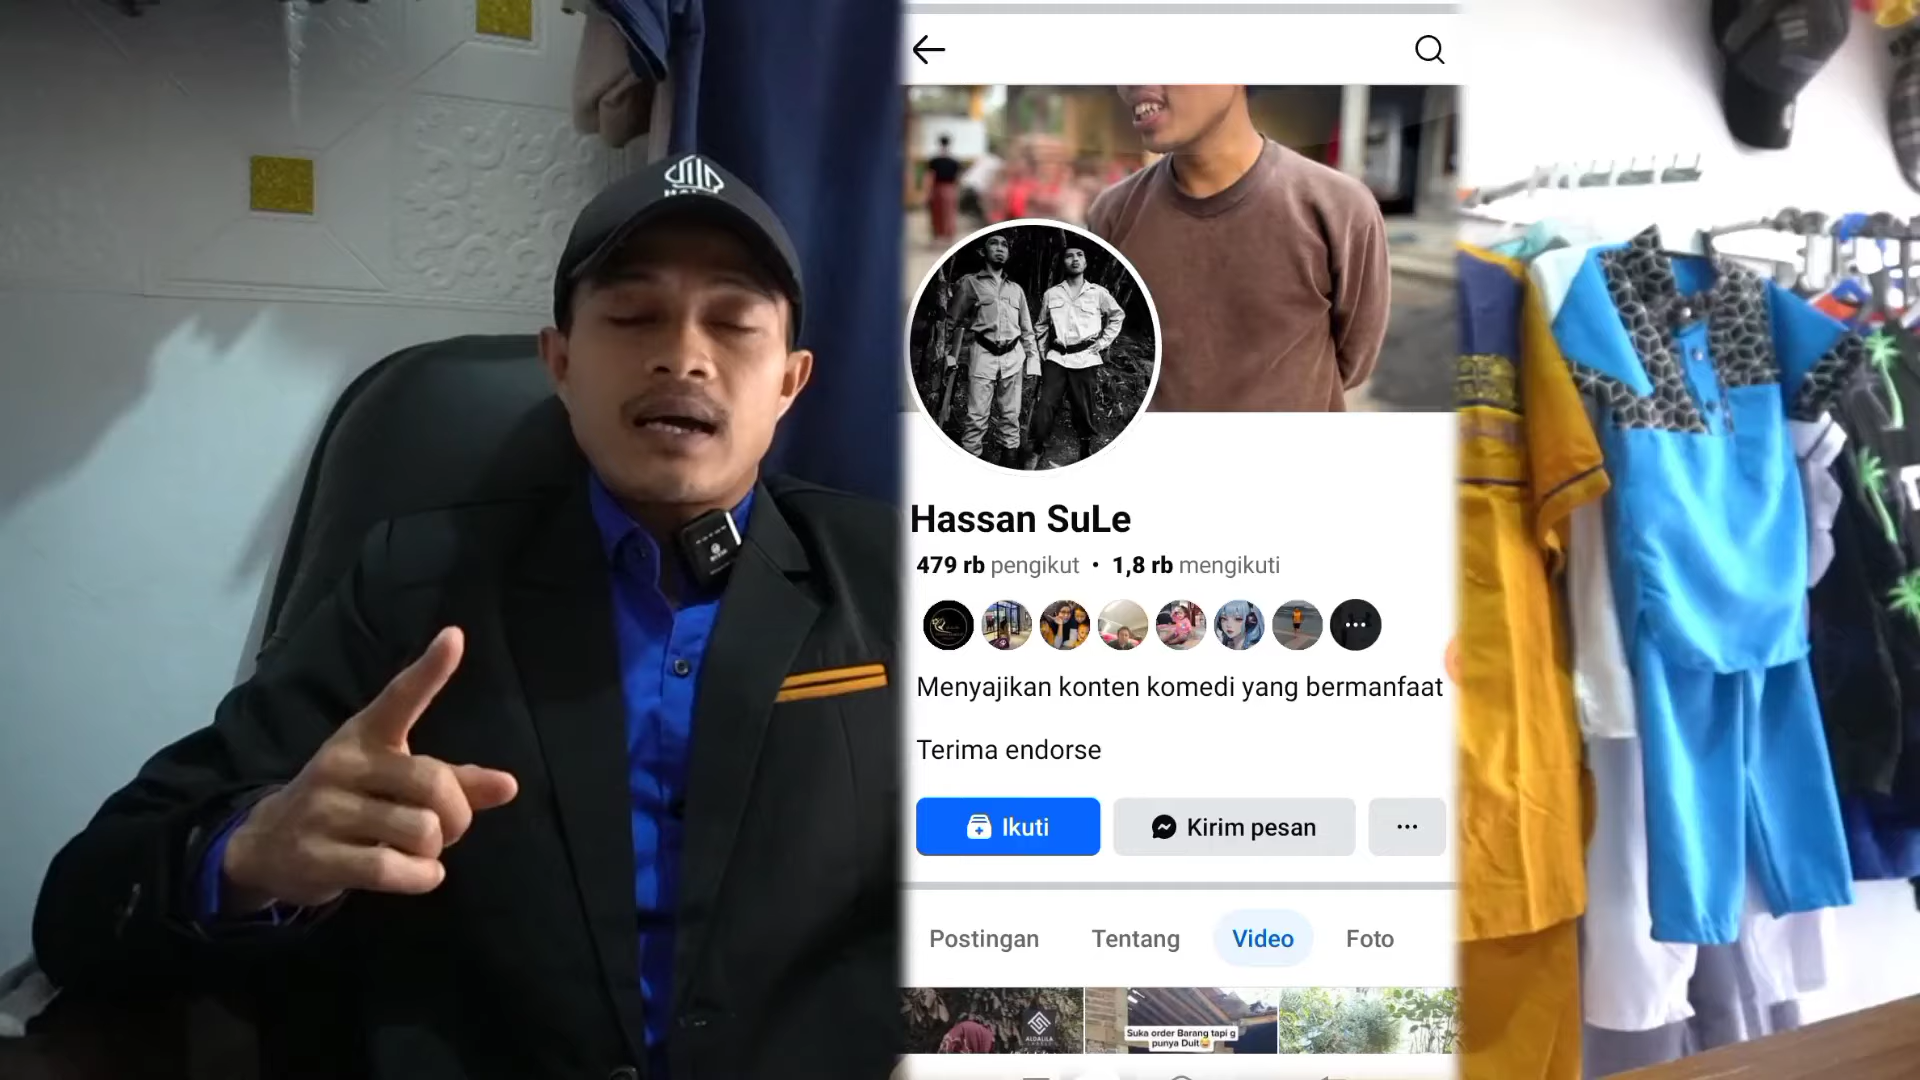 Hassan SuLe
479 rb pengikut • 1,8 rb mengikuti
Menyajikan konten komedi yang bermanfaat
Terima endorse
Ikuti
Kirim pesan
Postingan
Tentang
Video
Foto
Suka order Barang tapi g
punya Duit😂